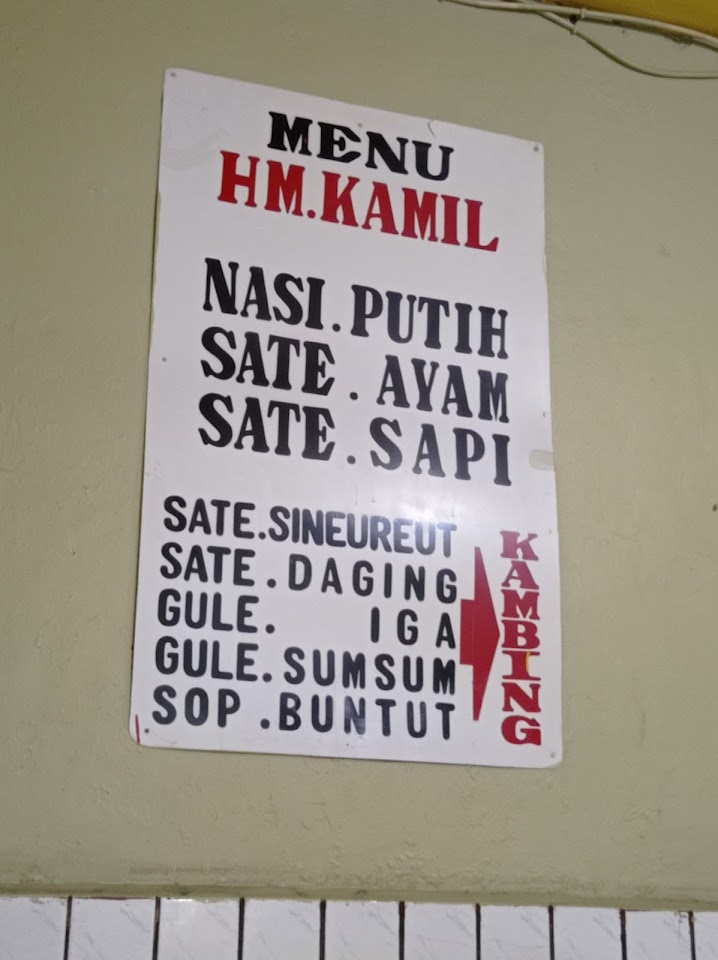 MENU
HM.KAMIL
NASI.PUTIH
SATE.AYAM
SATE.SAPI
SATE.SINEUREUT
SATE.DAGING
GULE. IGA
GULE.SUMSUM
SOP.BUNTUT
KAMBING